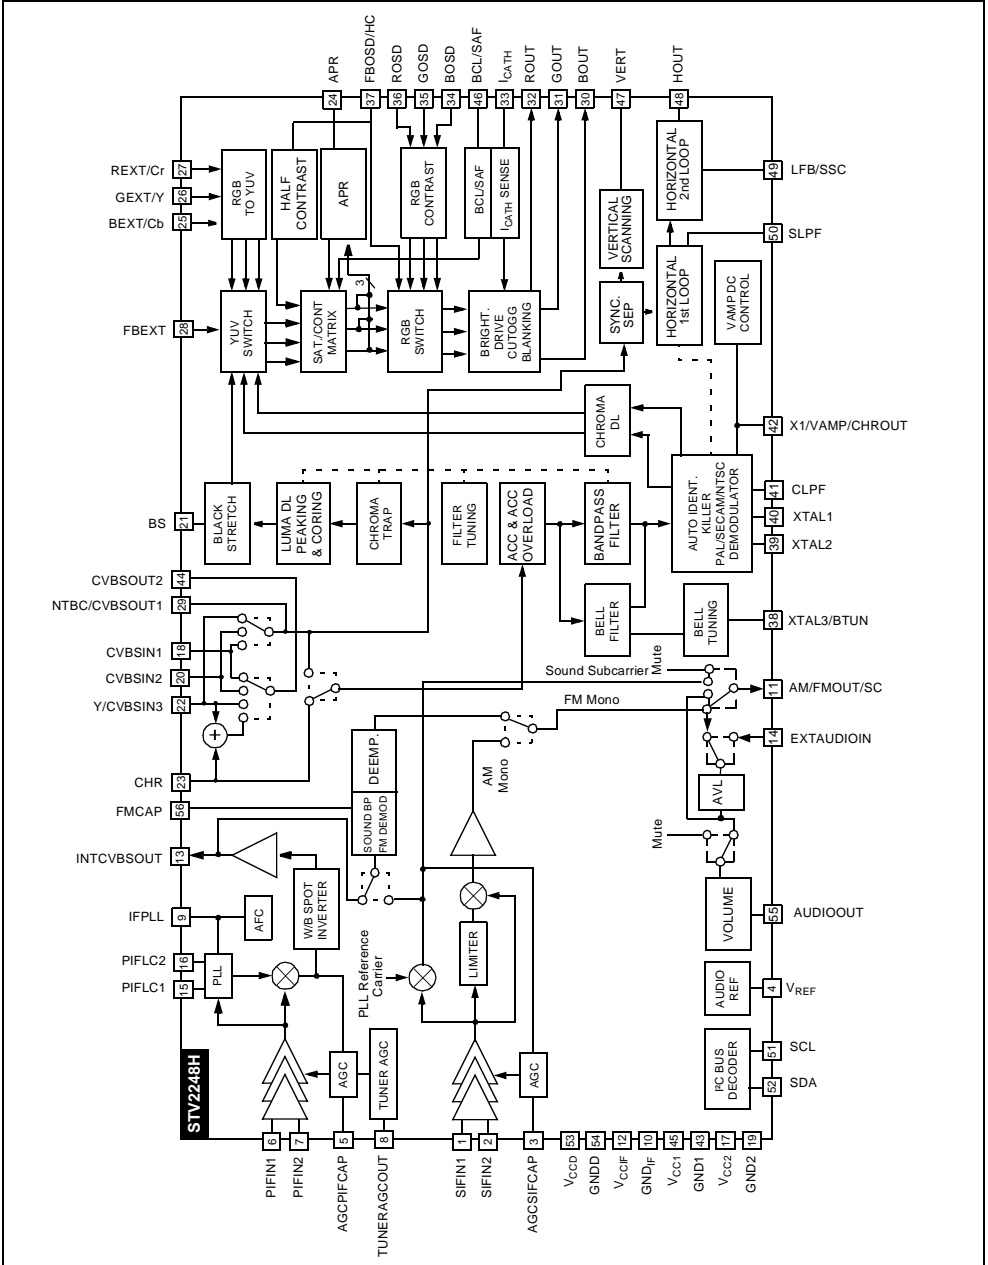 APR
FBOSD/HC
ROSD
GOSD
BOSD
BCL/SAF
I_CATH
ROUT
GOUT
BOUT
VERT
HOUT
24
37
36
35
34
46
33
32
31
30
47
48
REXT/Cr
27
GEXT/Y
26
BEXT/Cb
25
RGB
TO YUV
HALF
CONTRAST
APR
RGB
CONTRAST
BCL/SAF
I_CATH SENSE
VERTICAL
SCANNING
HORIZONTAL
2nd LOOP
49
LFB/SSC
50
SLPF
HORIZONTAL
1st LOOP
VAMP DC
CONTROL
3
FBEXT
28
YUV
SWITCH
SAT./CONT
MATRIX
RGB
SWITCH
BRIGHT.
DRIVE
CUTOGG
BLANKING
SYNC.
SEP
CHROMA
DL
42
X1/VAMP/CHROUT
BS
21
BLACK
STRETCH
LUMA DL
PEAKING
& CORING
CHROMA
TRAP
FILTER
TUNING
ACC & ACC
OVERLOAD
BANDPASS
FILTER
AUTO IDENT.
KILLER
PAL/SECAM/NTSC
DEMODULATOR
41
CLPF
40
XTAL1
39
XTAL2
CVBSOUT2
44
NTBC/CVBSOUT1
29
CVBSIN1
18
CVBSIN2
20
Y/CVBSIN3
22
+
BELL
FILTER
BELL
TUNING
38
XTAL3/BTUN
Sound Subcarrier
Mute
FM Mono
11
AM/FMOUT/SC
14
EXTAUDIOIN
CHR
23
FMCAP
56
INTCVBSOUT
13
DEEMP.
SOUND BP
FM DEMOD
AM
Mono
AVL
Mute
W/B SPOT
INVERTER
VOLUME
55
AUDIOOUT
IFPLL
9
AFC
PIFLC2
16
PIFLC1
15
PLL
PLL Reference
Carrier
LIMITER
AUDIO
REF
4
V_REF
STV2248H
AGC
TUNER AGC
AGC
I²C BUS
DECODER
51
SCL
52
SDA
6
7
5
8
1
2
3
53
54
12
10
45
43
17
19
PIFIN1
PIFIN2
AGCPIFCAP
TUNERAGCOUT
SIFIN1
SIFIN2
AGCSIFCAP
V_CCD
GNDD
V_CCIF
GND_IF
V_CC1
GND1
V_CC2
GND2